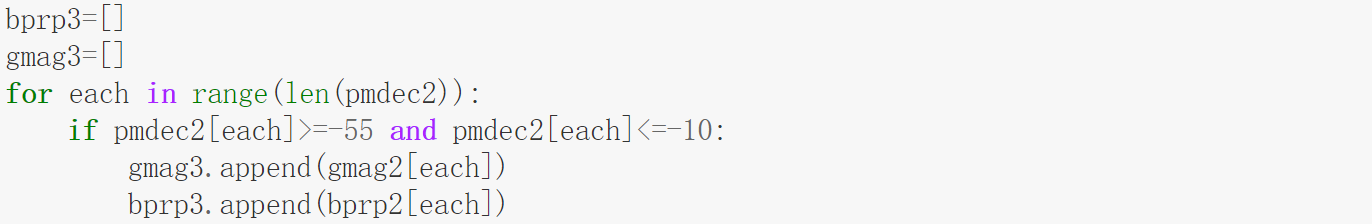 bprp3=[]
gmag3=[]
for each in range(len(pmdec2)):
    if pmdec2[each]>=-55 and pmdec2[each]<=-10:
        gmag3.append(gmag2[each])
        bprp3.append(bprp2[each])